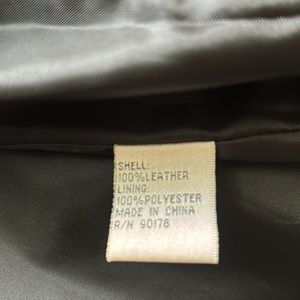 SHELL:
100%LEATHER
LINING:
100%POLYESTER
MADE IN CHINA
R/N 90178